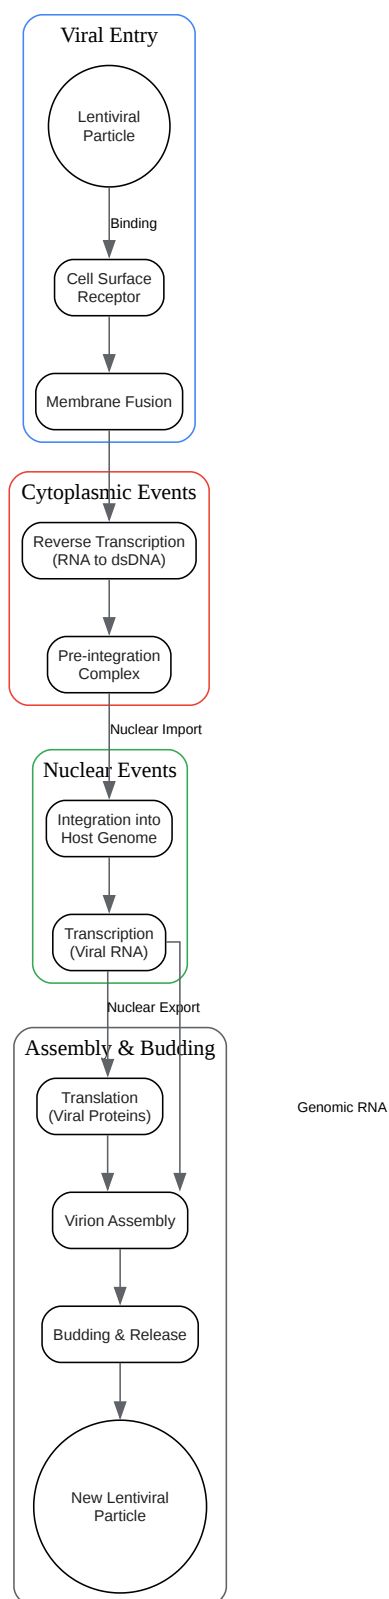 Viral Entry
Lentiviral
Particle
Binding
Cell Surface
Receptor
Membrane Fusion
Cytoplasmic Events
Reverse Transcription
(RNA to dsDNA)
Pre-integration
Complex
Nuclear Import
Nuclear Events
Integration into
Host Genome
Transcription
(Viral RNA)
Nuclear Export
Assembly & Budding
Translation
(Viral Proteins)
Genomic RNA
Virion Assembly
Budding & Release
New Lentiviral
Particle